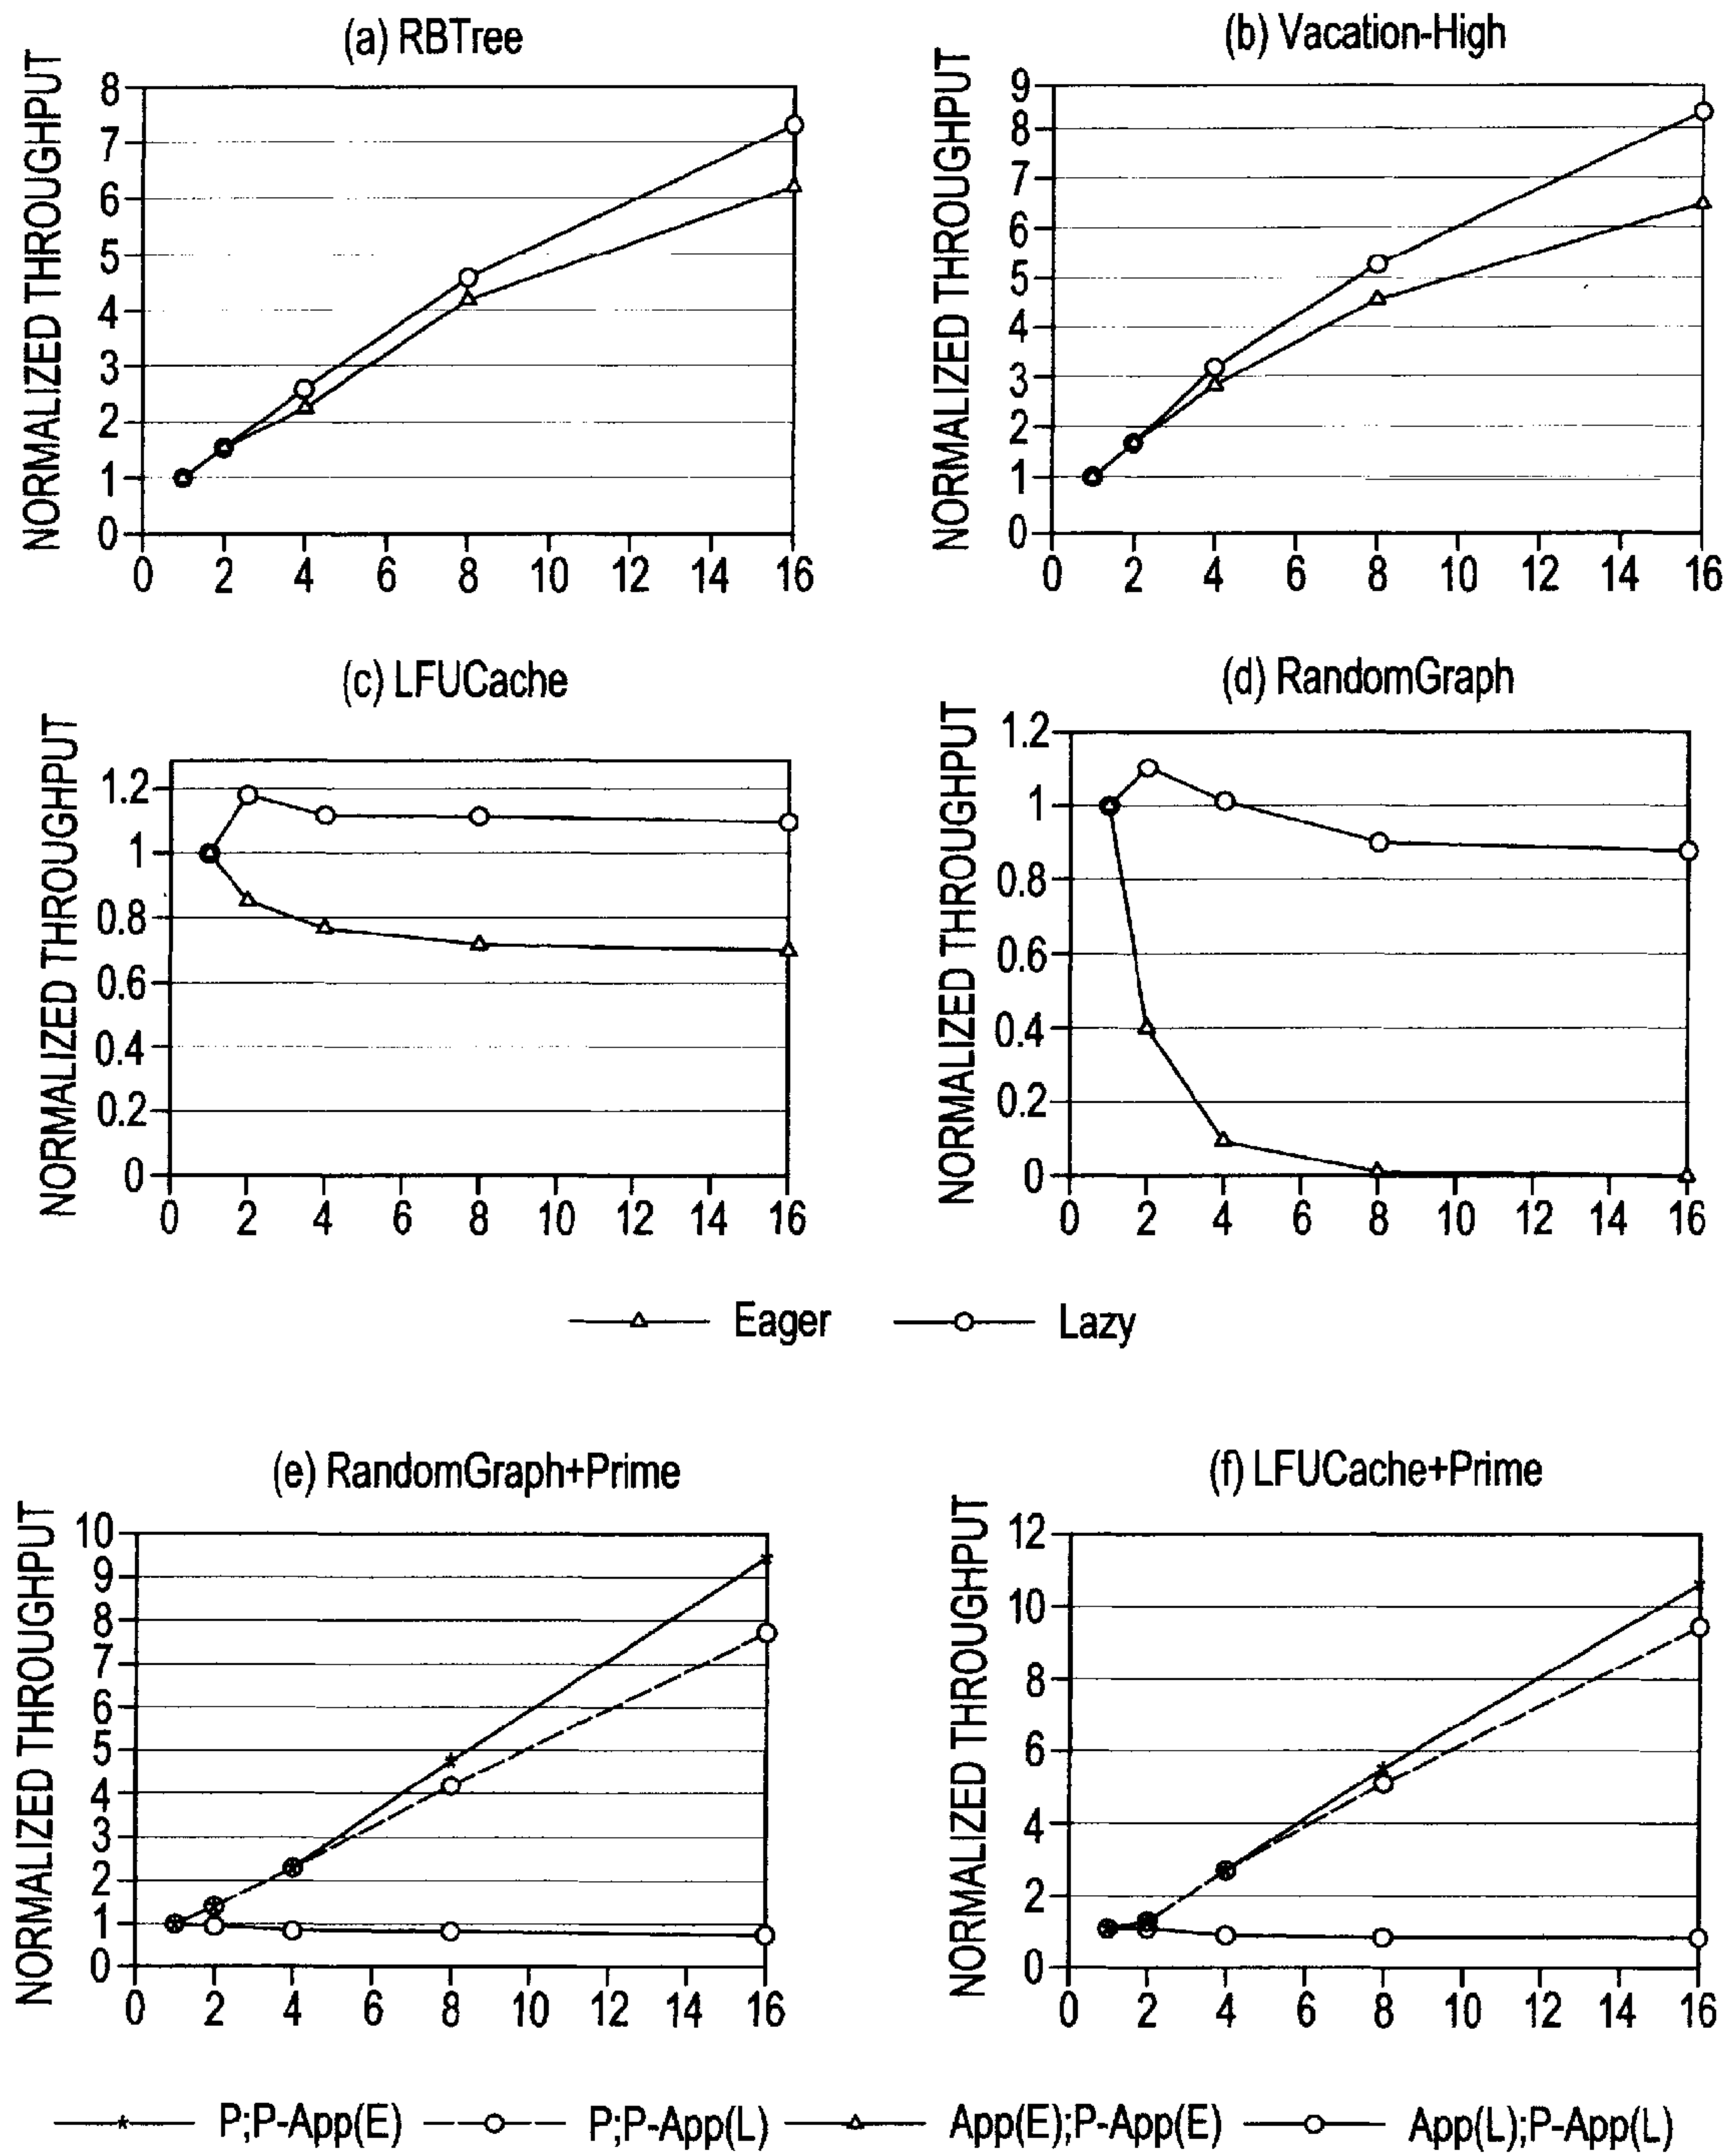 (a) RBTree
NORMALIZED THROUGHPUT
8
7
6
5
4
3
2
1
0
0 2 4 6 8 10 12 14 16
(b) Vacation-High
NORMALIZED THROUGHPUT
9
8
7
6
5
4
3
2
1
0
0 2 4 6 8 10 12 14 16
(c) LFUCache
NORMALIZED THROUGHPUT
1.2
1
0.8
0.6
0.4
0.2
0
0 2 4 6 8 10 12 14 16
(d) RandomGraph
NORMALIZED THROUGHPUT
1.2
1
0.8
0.6
0.4
0.2
0
0 2 4 6 8 10 12 14 16
Eager Lazy
(e) RandomGraph+Prime
NORMALIZED THROUGHPUT
10
9
8
7
6
5
4
3
2
1
0
0 2 4 6 8 10 12 14 16
(f) LFUCache+Prime
NORMALIZED THROUGHPUT
12
10
8
6
4
2
0
0 2 4 6 8 10 12 14 16
P;P-App(E) P;P-App(L) App(E);P-App(E) App(L);P-App(L)